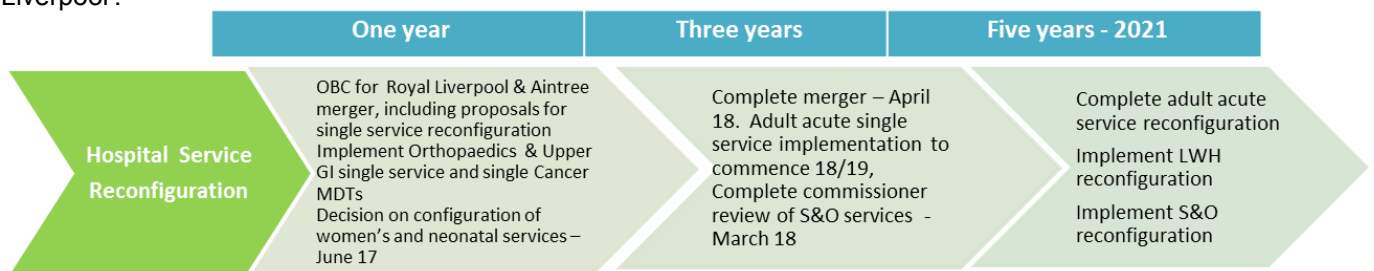 Liverpool?
One year
Three years
Five years - 2021
Hospital Service
Reconfiguration
OBC for Royal Liverpool & Aintree
merger, including proposals for
single service reconfiguration
Implement Orthopaedics & Upper
GI single service and single Cancer
MDTs
Decision on configuration of
women's and neonatal services –
June 17
Complete merger – April
18. Adult acute single
service implementation to
commence 18/19,
Complete commissioner
review of S&O services -
March 18
Complete adult acute
service reconfiguration
Implement LWH
reconfiguration
Implement S&O
reconfiguration